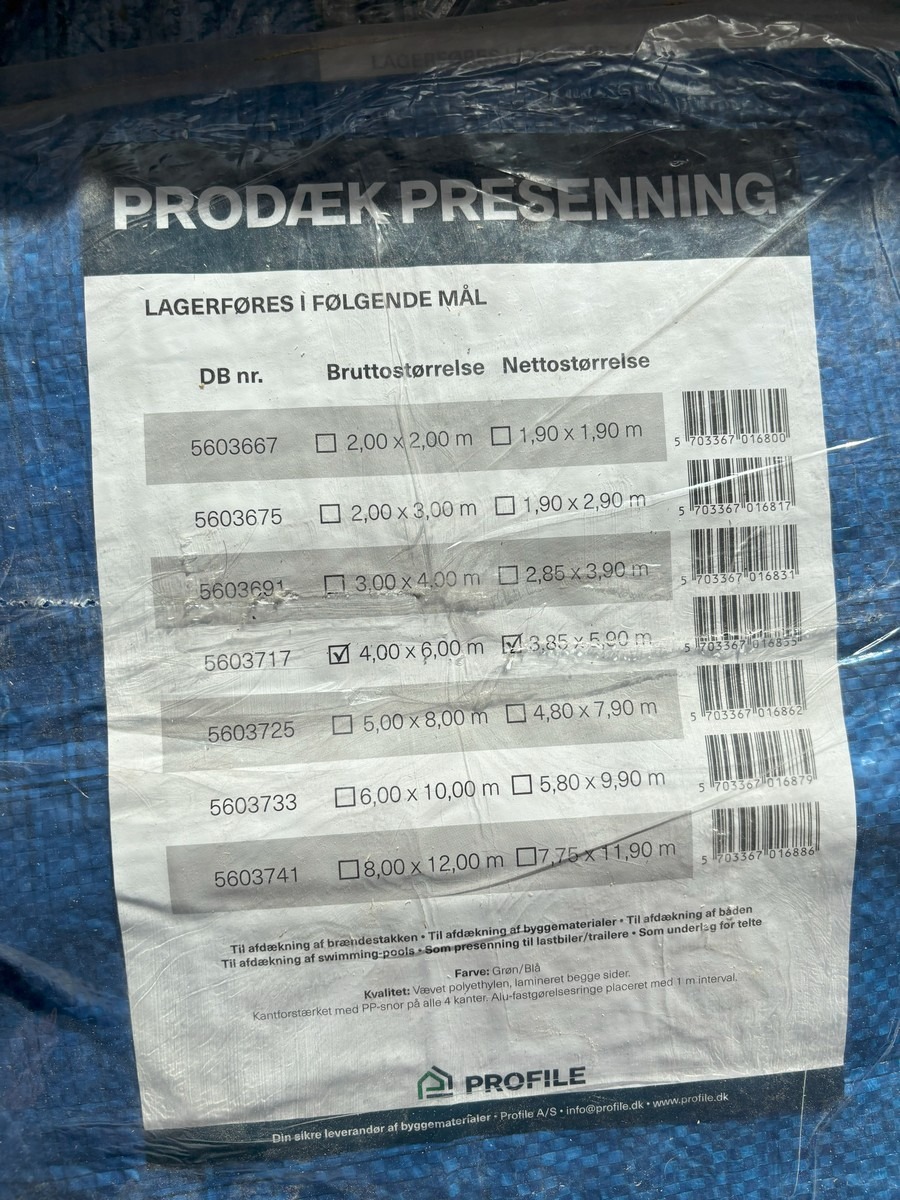 PRODÆK PRESENNING
LAGERFØRES I FØLGENDE MÅL
DB nr. Bruttostørrelse Nettostørrelse
5603667 ☐ 2,00 x 2,00 m ☐ 1,90 x 1,90 m 5 703367 016800
5603675 ☐ 2,00 x 3,00 m ☐ 1,90 x 2,90 m 5 703367 016817
5603691 ☐ 3,00 x 4,00 m ☐ 2,85 x 3,90 m 5 703367 016831
5603717 ☑ 4,00 x 6,00 m ☑ 3,85 x 5,90 m 5 703367 016855
5603725 ☐ 5,00 x 8,00 m ☐ 4,80 x 7,90 m 5 703367 016862
5603733 ☐ 6,00 x 10,00 m ☐ 5,80 x 9,90 m 5 703367 016879
5603741 ☐ 8,00 x 12,00 m ☐ 7,75 x 11,90 m 5 703367 016886
Til afdækning af brændestakken • Til afdækning af byggematerialer • Til afdækning af båden
Til afdækning af swimming-pools • Som presenning til lastbiler/trailere • Som underlag for telte
Farve: Grøn/Blå
Kvalitet: Vævet polyethylen, lamineret begge sider.
Kantforstærket med PP-snor på alle 4 kanter. Alu-fastgørelsesringe placeret med 1 m interval.
PROFILE
Din sikre leverandør af byggematerialer • Profile A/S • info@profile.dk • www.profile.dk